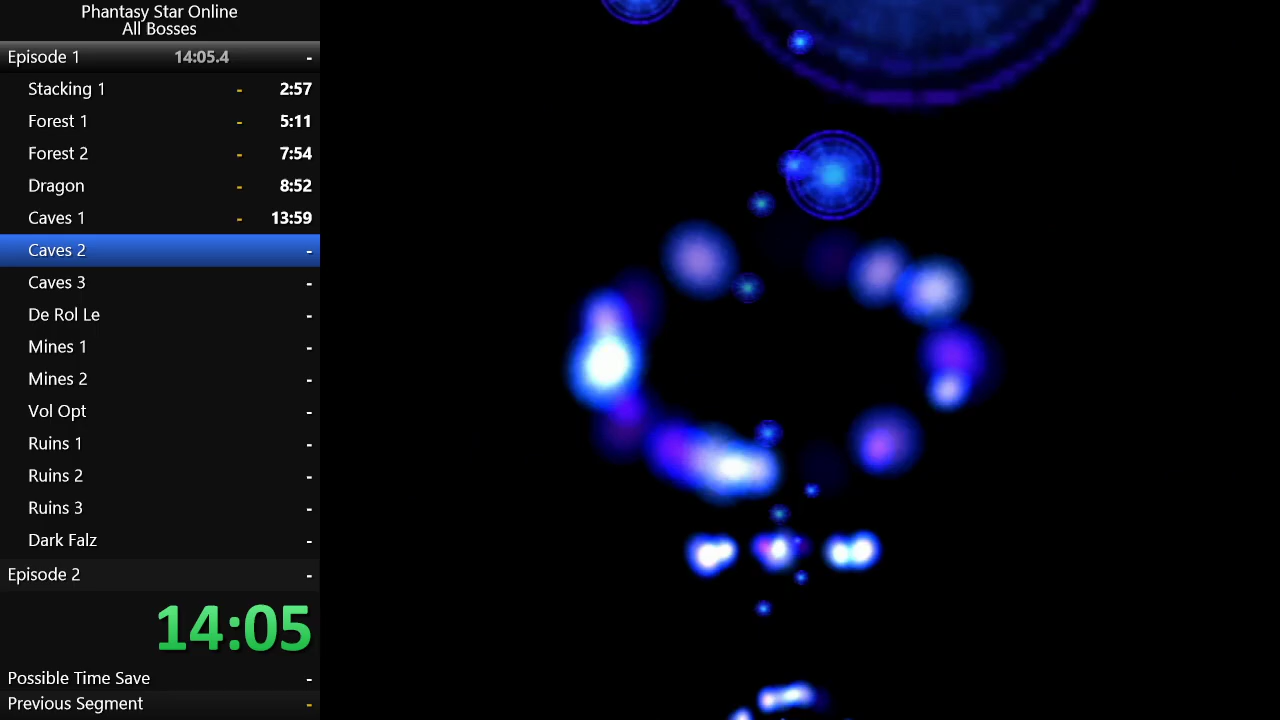 Phantasy Star Online
All Bosses
Episode 1 14:05.4 -
Stacking 1 - 2:57
Forest 1 - 5:11
Forest 2 - 7:54
Dragon - 8:52
Caves 1 - 13:59
Caves 2 -
Caves 3 -
De Rol Le -
Mines 1 -
Mines 2 -
Vol Opt -
Ruins 1 -
Ruins 2 -
Ruins 3 -
Dark Falz -
Episode 2 -
14:05
Possible Time Save -
Previous Segment -